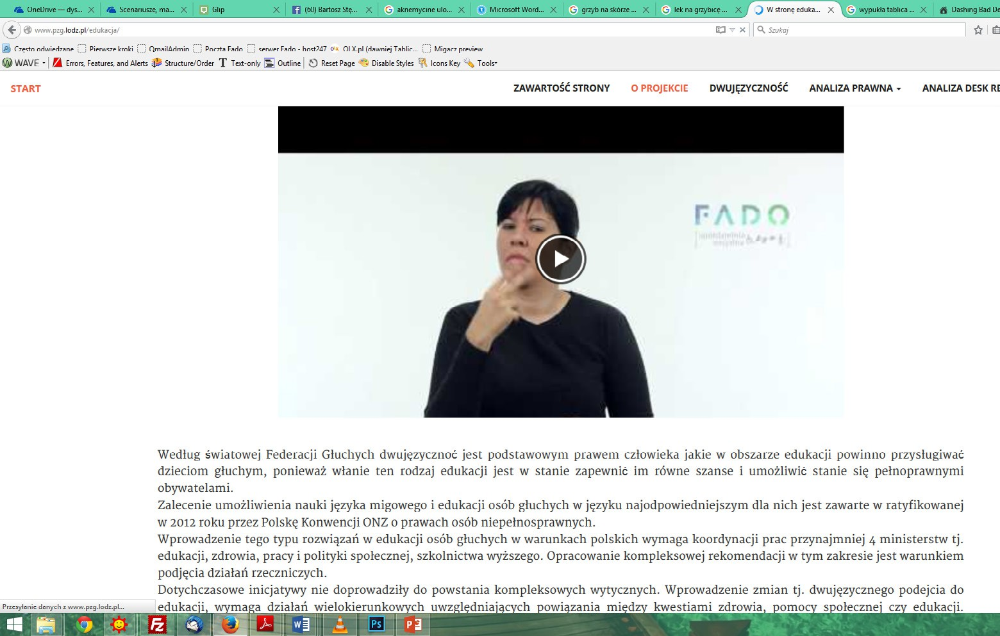 OneDrive — dys...
Scenariusze, ma...
Glip
(60) Bartosz Stę...
aknemycine ulo...
Microsoft Word...
grzyb na skórze ...
lek na grzybicę ...
W stronę eduka...
wypukła tablica ...
Dashing Bad De
www.pzg.lodz.pl/edukacja/
Szukaj
Często odwiedzane
Pierwsze kroki
QmailAdmin
Poczta Fado
serwer Fado - host247
OLX.pl (dawniej Tablic...
Migacz preview
WAVE
Errors, Features, and Alerts
Structure/Order
Text-only
Outline
Reset Page
Disable Styles
Icons Key
Tools
START
ZAWARTOŚĆ STRONY
O PROJEKCIE
DWUJĘZYCZNOŚĆ
ANALIZA PRAWNA
ANALIZA DESK RE
FADO
Według światowej Federacji Głuchych dwujęzycznoć jest podstawowym prawem człowieka jakie w obszarze edukacji powinno przysługiwać
dzieciom głuchym, ponieważ włanie ten rodzaj edukacji jest w stanie zapewnić im równe szanse i umożliwić stanie się pełnoprawnymi
obywatelami.
Zalecenie umożliwienia nauki języka migowego i edukacji osób głuchych w języku najodpowiedniejszym dla nich jest zawarte w ratyfikowanej
w 2012 roku przez Polskę Konwencji ONZ o prawach osób niepełnosprawnych.
Wprowadzenie tego typu rozwiązań w edukacji osób głuchych w warunkach polskich wymaga koordynacji prac przynajmniej 4 ministerstw tj.
edukacji, zdrowia, pracy i polityki społecznej, szkolnictwa wyższego. Opracowanie kompleksowej rekomendacji w tym zakresie jest warunkiem
podjęcia działań rzeczniczych.
Dotychczasowe inicjatywy nie doprowadziły do powstania kompleksowych wytycznych. Wprowadzenie zmian tj. dwujęzycznego podejcia do
edukacji, wymaga działań wielokierunkowych uwzględniających powiązania między kwestiami zdrowia, pomocy społecznej czy edukacji.
Przesyłanie danych z www.pzg.lodz.pl...